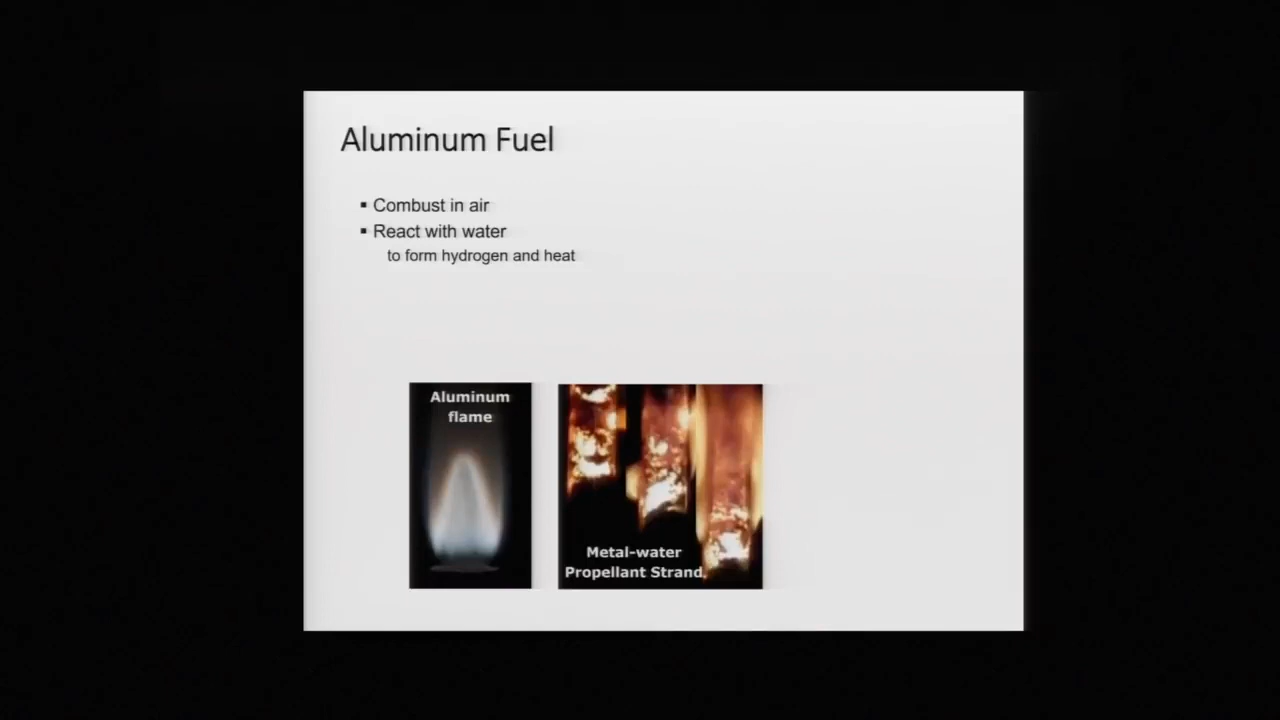 Aluminum Fuel
▪ Combust in air
▪ React with water
to form hydrogen and heat
Aluminum
flame
Metal-water
Propellant Strand